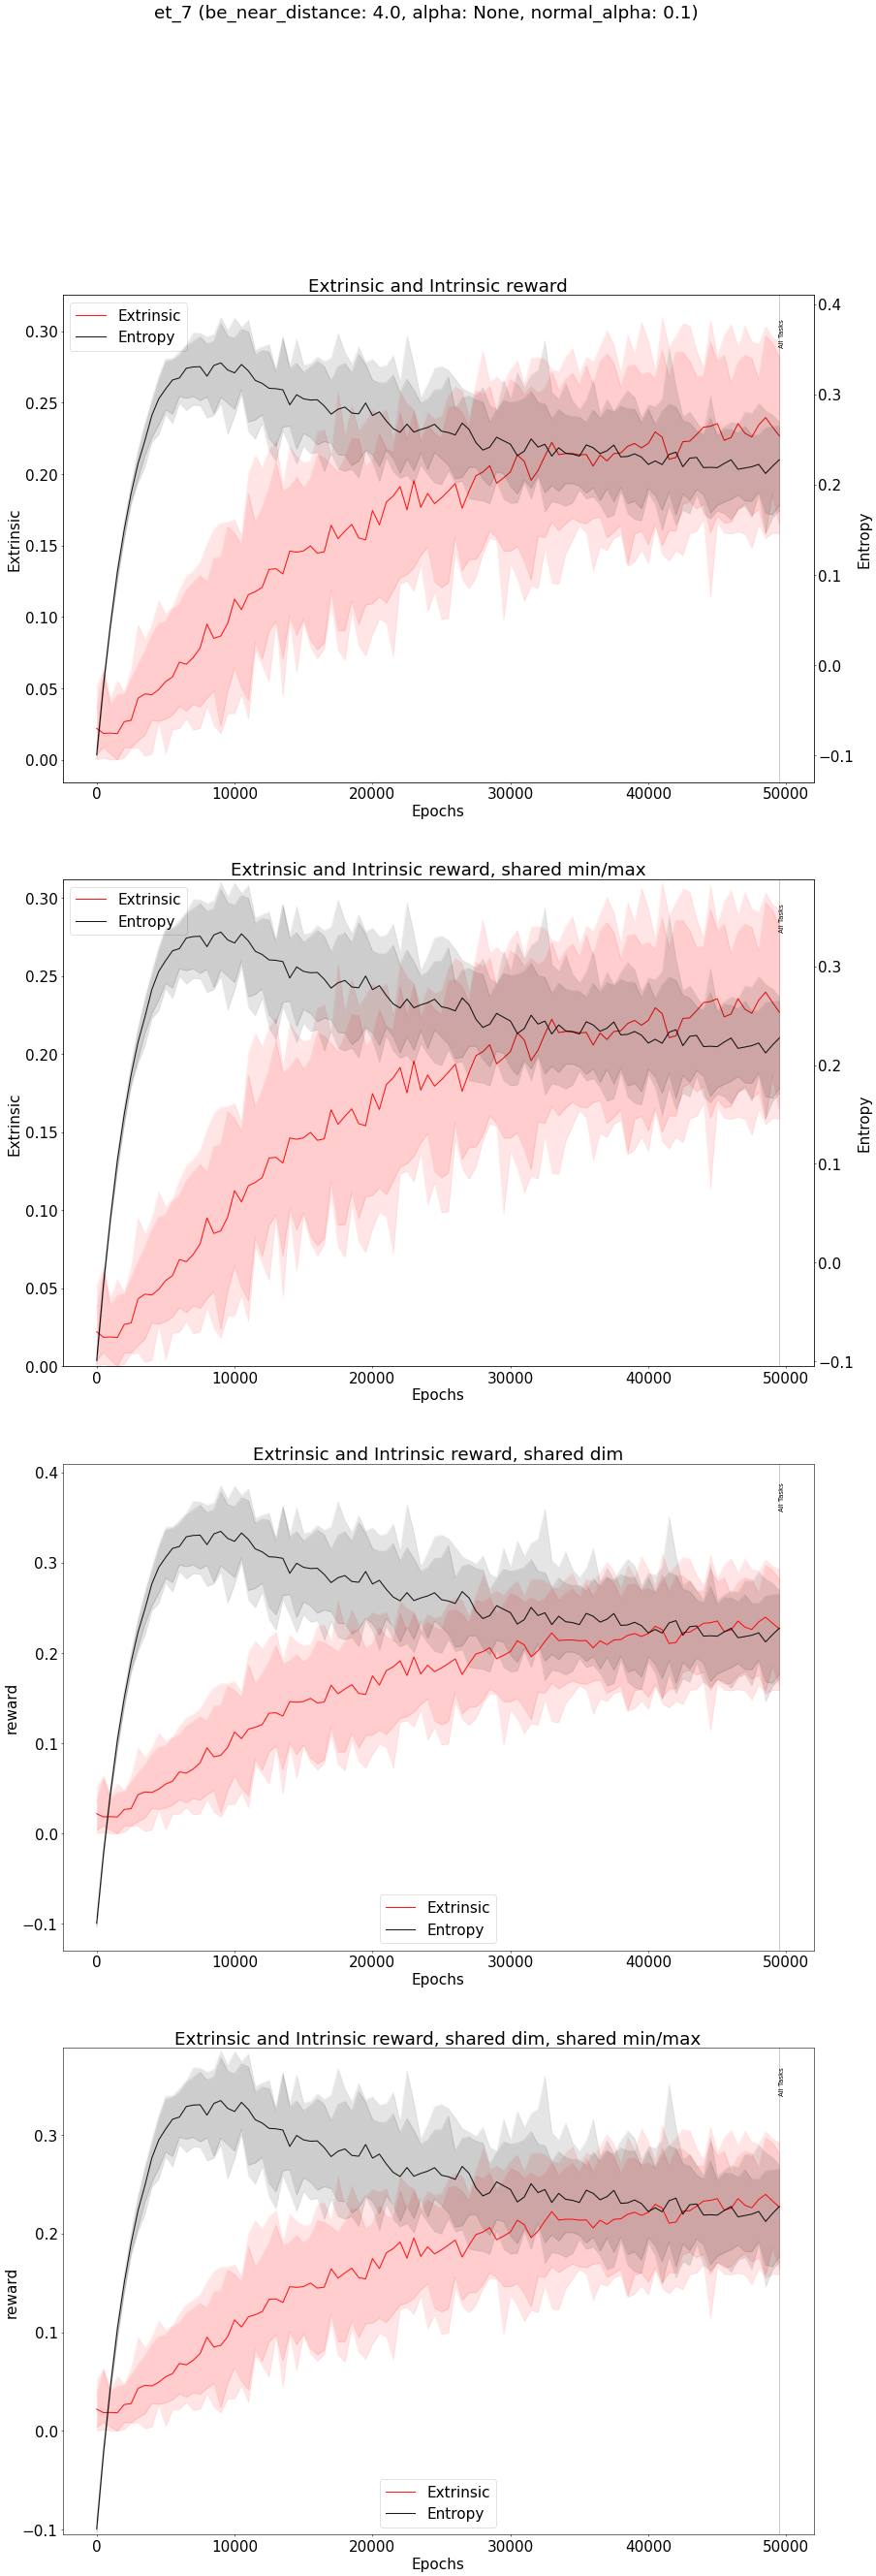 et_7 (be_near_distance: 4.0, alpha: None, normal_alpha: 0.1)
Extrinsic and Intrinsic reward
Extrinsic
Entropy
All Tasks
0.30
0.25
0.20
0.15
0.10
0.05
0.00
Extrinsic
0.4
0.3
0.2
0.1
0.0
−0.1
Entropy
0
10000
20000
30000
40000
50000
Epochs
Extrinsic and Intrinsic reward, shared min/max
Extrinsic
Entropy
All Tasks
0.30
0.25
0.20
0.15
0.10
0.05
0.00
Extrinsic
0.3
0.2
0.1
0.0
−0.1
Entropy
0
10000
20000
30000
40000
50000
Epochs
Extrinsic and Intrinsic reward, shared dim
All Tasks
0.4
0.3
0.2
0.1
0.0
−0.1
reward
Extrinsic
Entropy
0
10000
20000
30000
40000
50000
Epochs
Extrinsic and Intrinsic reward, shared dim, shared min/max
All Tasks
0.3
0.2
0.1
0.0
−0.1
reward
Extrinsic
Entropy
0
10000
20000
30000
40000
50000
Epochs